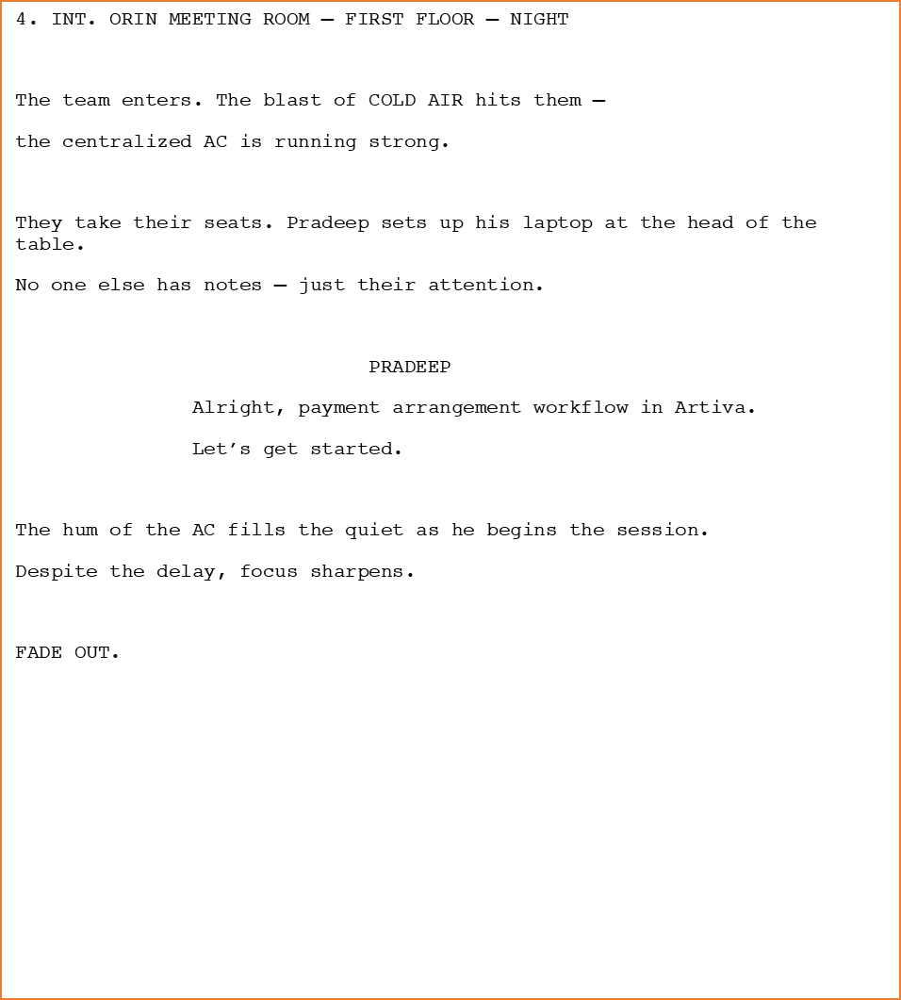 4. INT. ORIN MEETING ROOM — FIRST FLOOR — NIGHT
The team enters. The blast of COLD AIR hits them —
the centralized AC is running strong.
They take their seats. Pradeep sets up his laptop at the head of the
table.
No one else has notes — just their attention.
PRADEEP
Alright, payment arrangement workflow in Artiva.
Let’s get started.
The hum of the AC fills the quiet as he begins the session.
Despite the delay, focus sharpens.
FADE OUT.